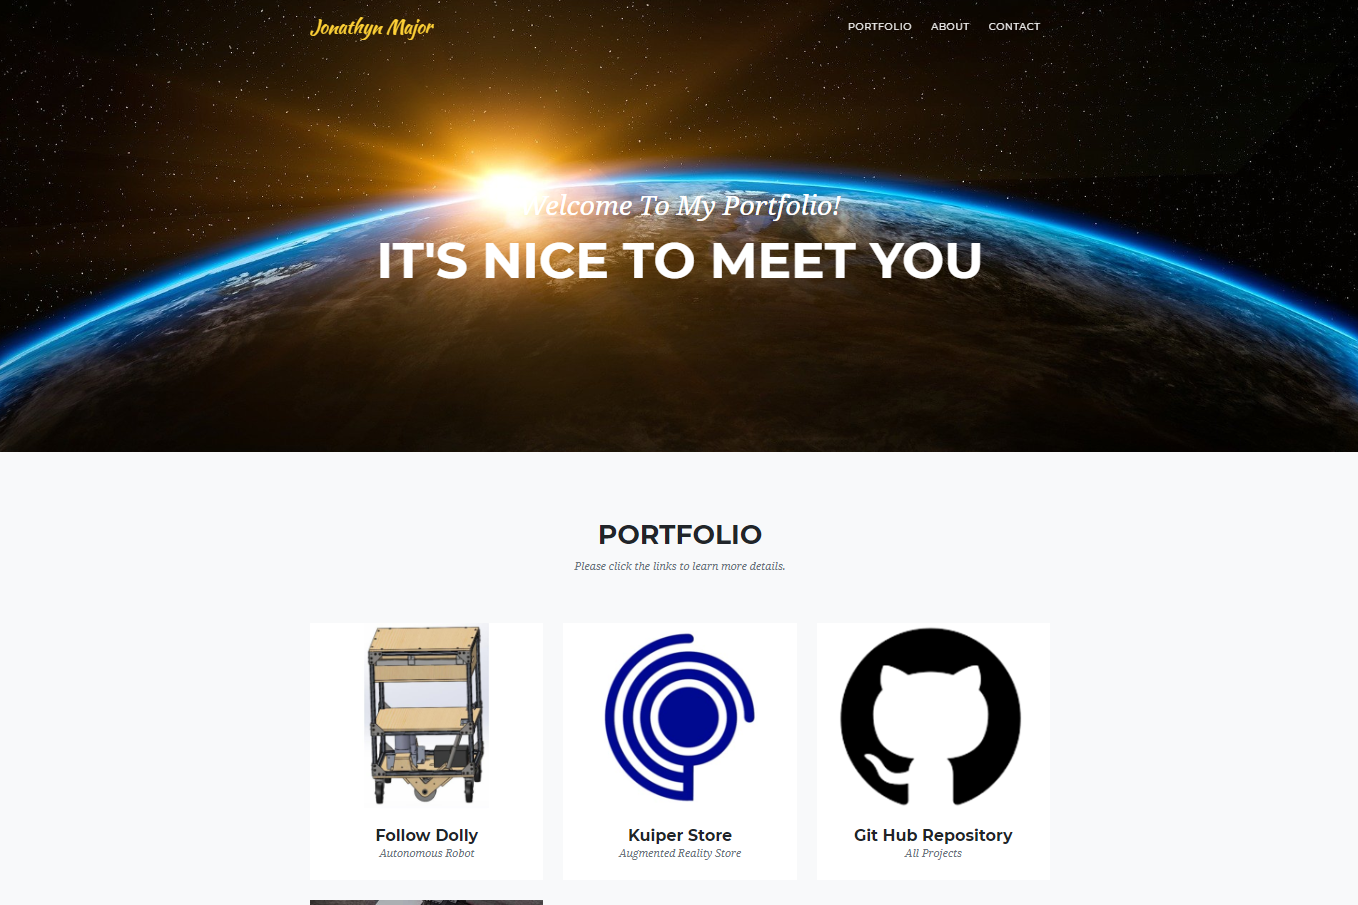 Jonathyn Major
PORTFOLIO ABOUT CONTACT
Welcome To My Portfolio!
IT'S NICE TO MEET YOU
PORTFOLIO
Please click the links to learn more details.
Follow Dolly
Autonomous Robot
Kuiper Store
Augmented Reality Store
Git Hub Repository
All Projects